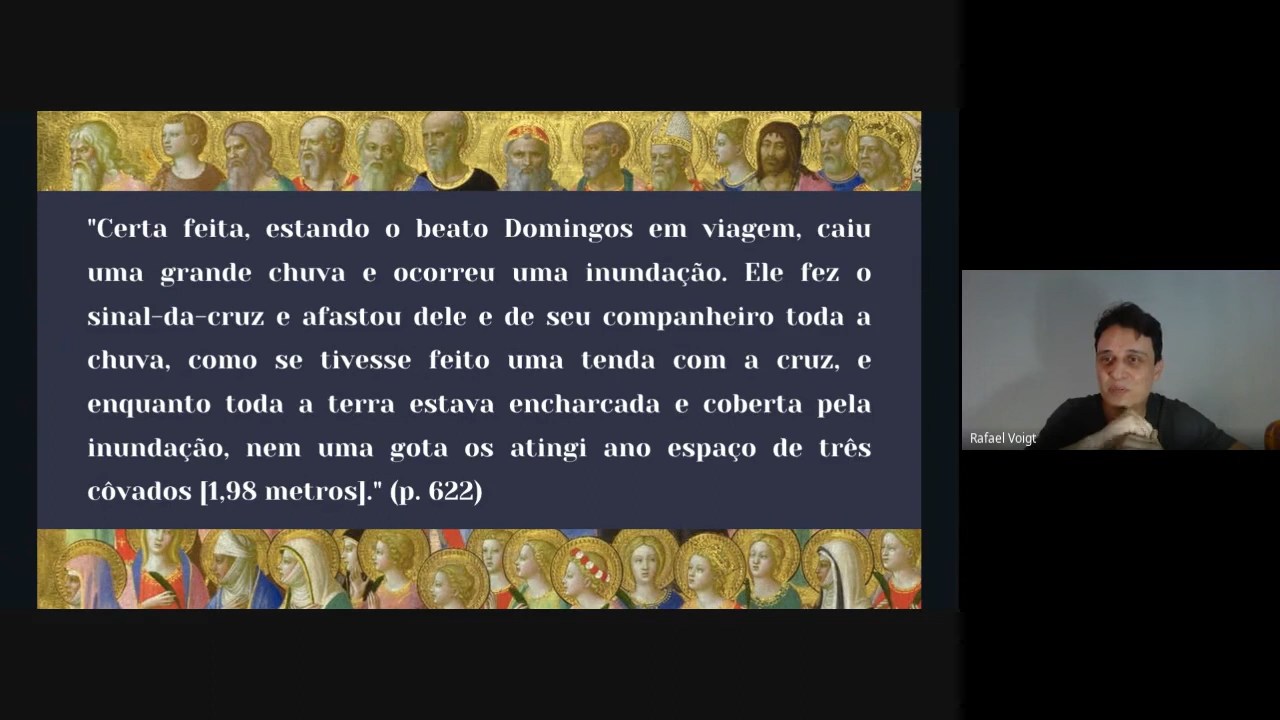 "Certa feita, estando o beato Domingos em viagem, caiu
uma grande chuva e ocorreu uma inundação. Ele fez o
sinal-da-cruz e afastou dele e de seu companheiro toda a
chuva, como se tivesse feito uma tenda com a cruz, e
enquanto toda a terra estava encharcada e coberta pela
inundação, nem uma gota os atingi ano espaço de três
côvados [1,98 metros]." (p. 622)
Rafael Voigt